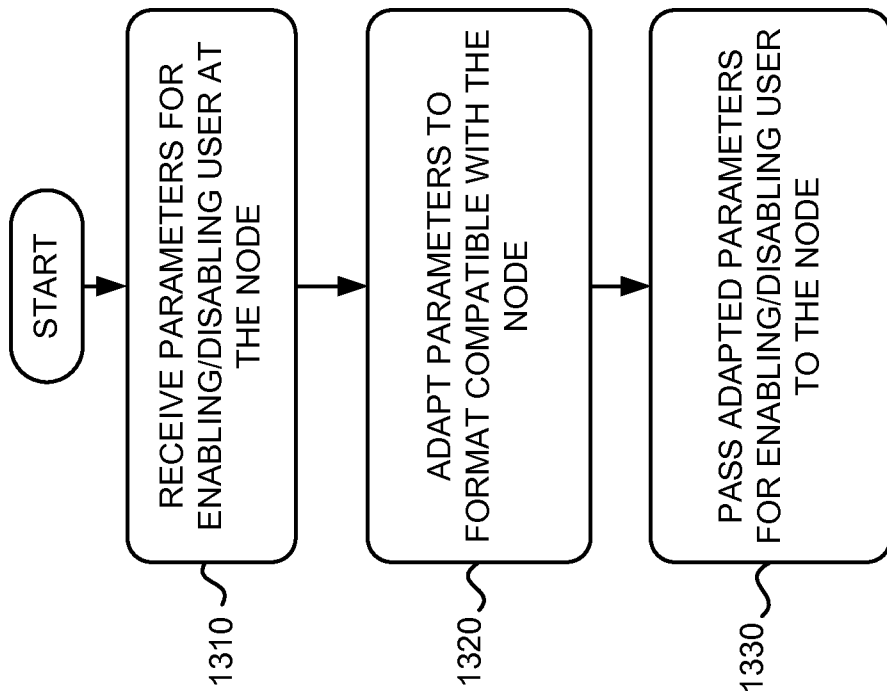 START
RECEIVE PARAMETERS FOR
ENABLING/DISABLING USER AT
THE NODE
1310
ADAPT PARAMETERS TO
FORMAT COMPATIBLE WITH THE
NODE
1320
PASS ADAPTED PARAMETERS
FOR ENABLING/DISABLING USER
TO THE NODE
1330